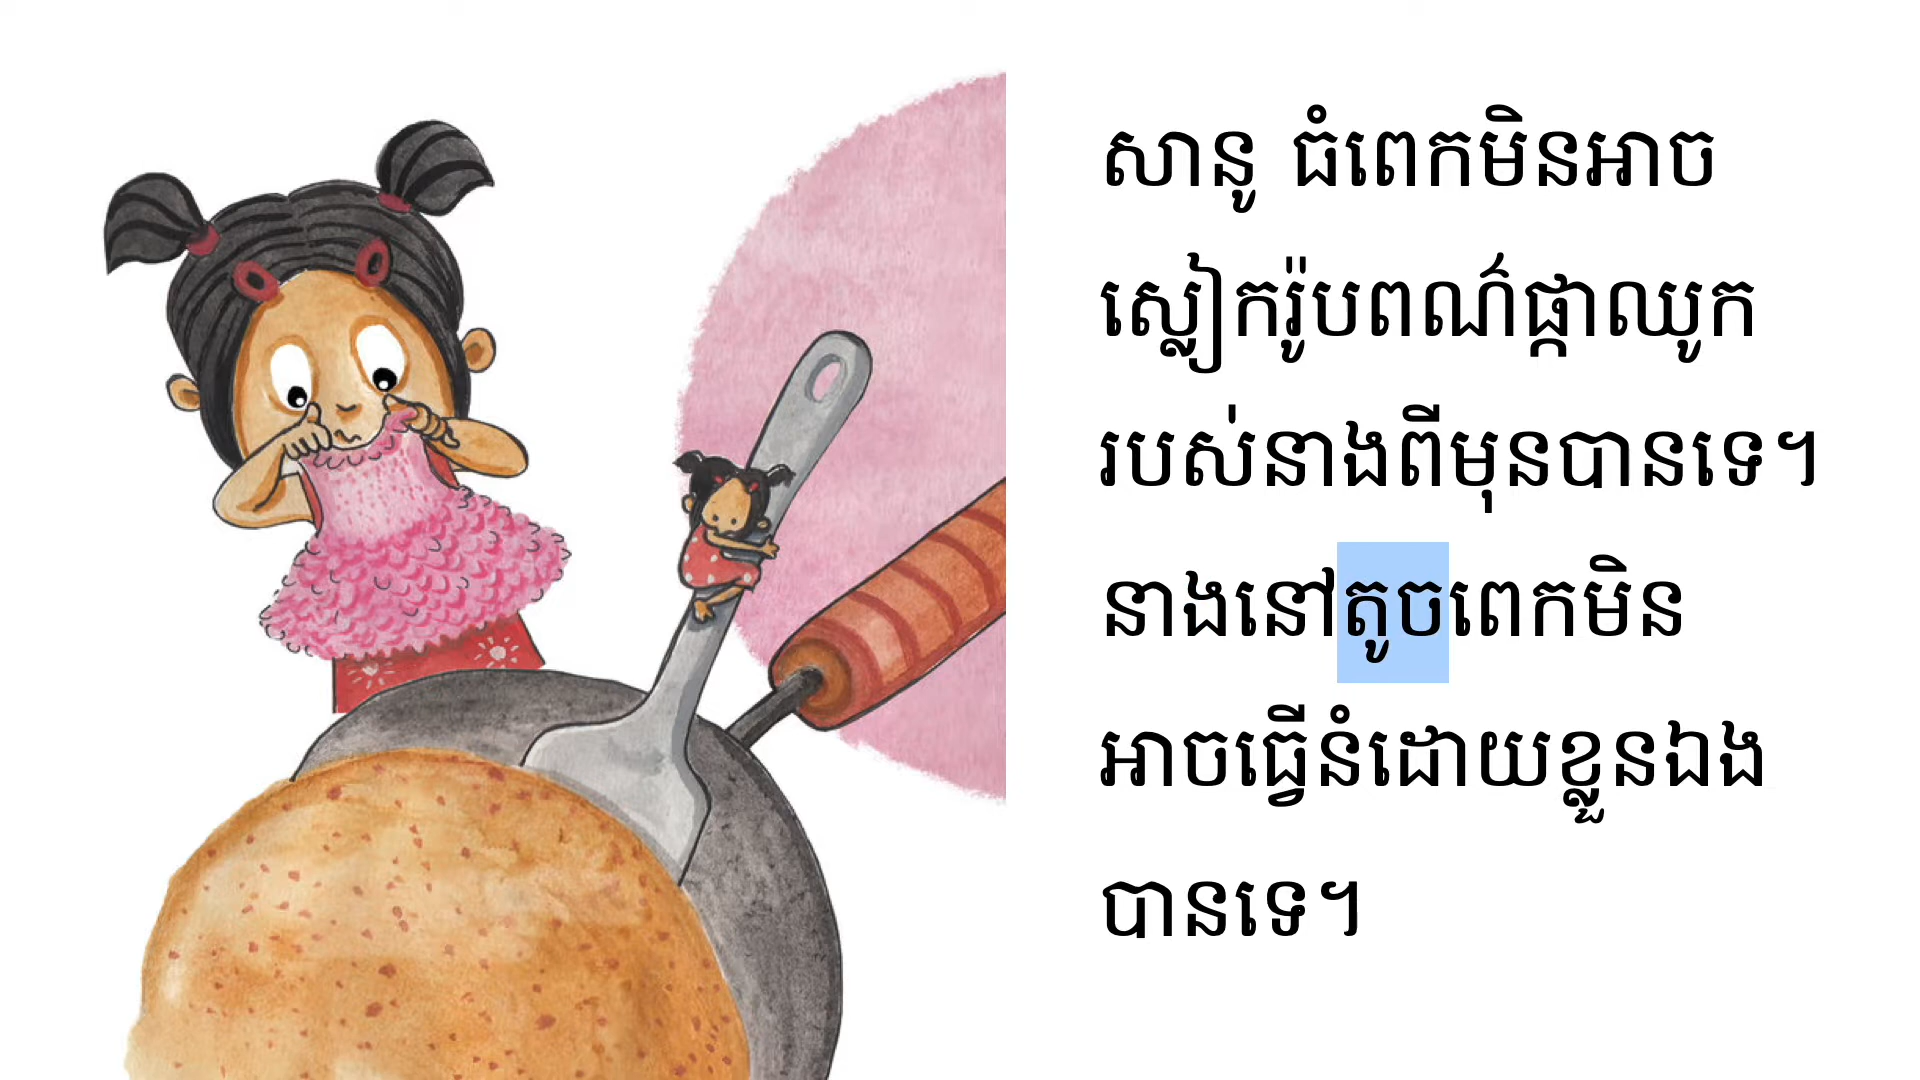 សានូ ធំពេកមិនអាច
ស្លៀករ៉ូបពណ៌ផ្កាឈូក
របស់នាងពីមុនបានទេ។
នាងនៅតូចពេកមិន
អាចធ្វើនំដោយខ្លួនឯង
បានទេ។